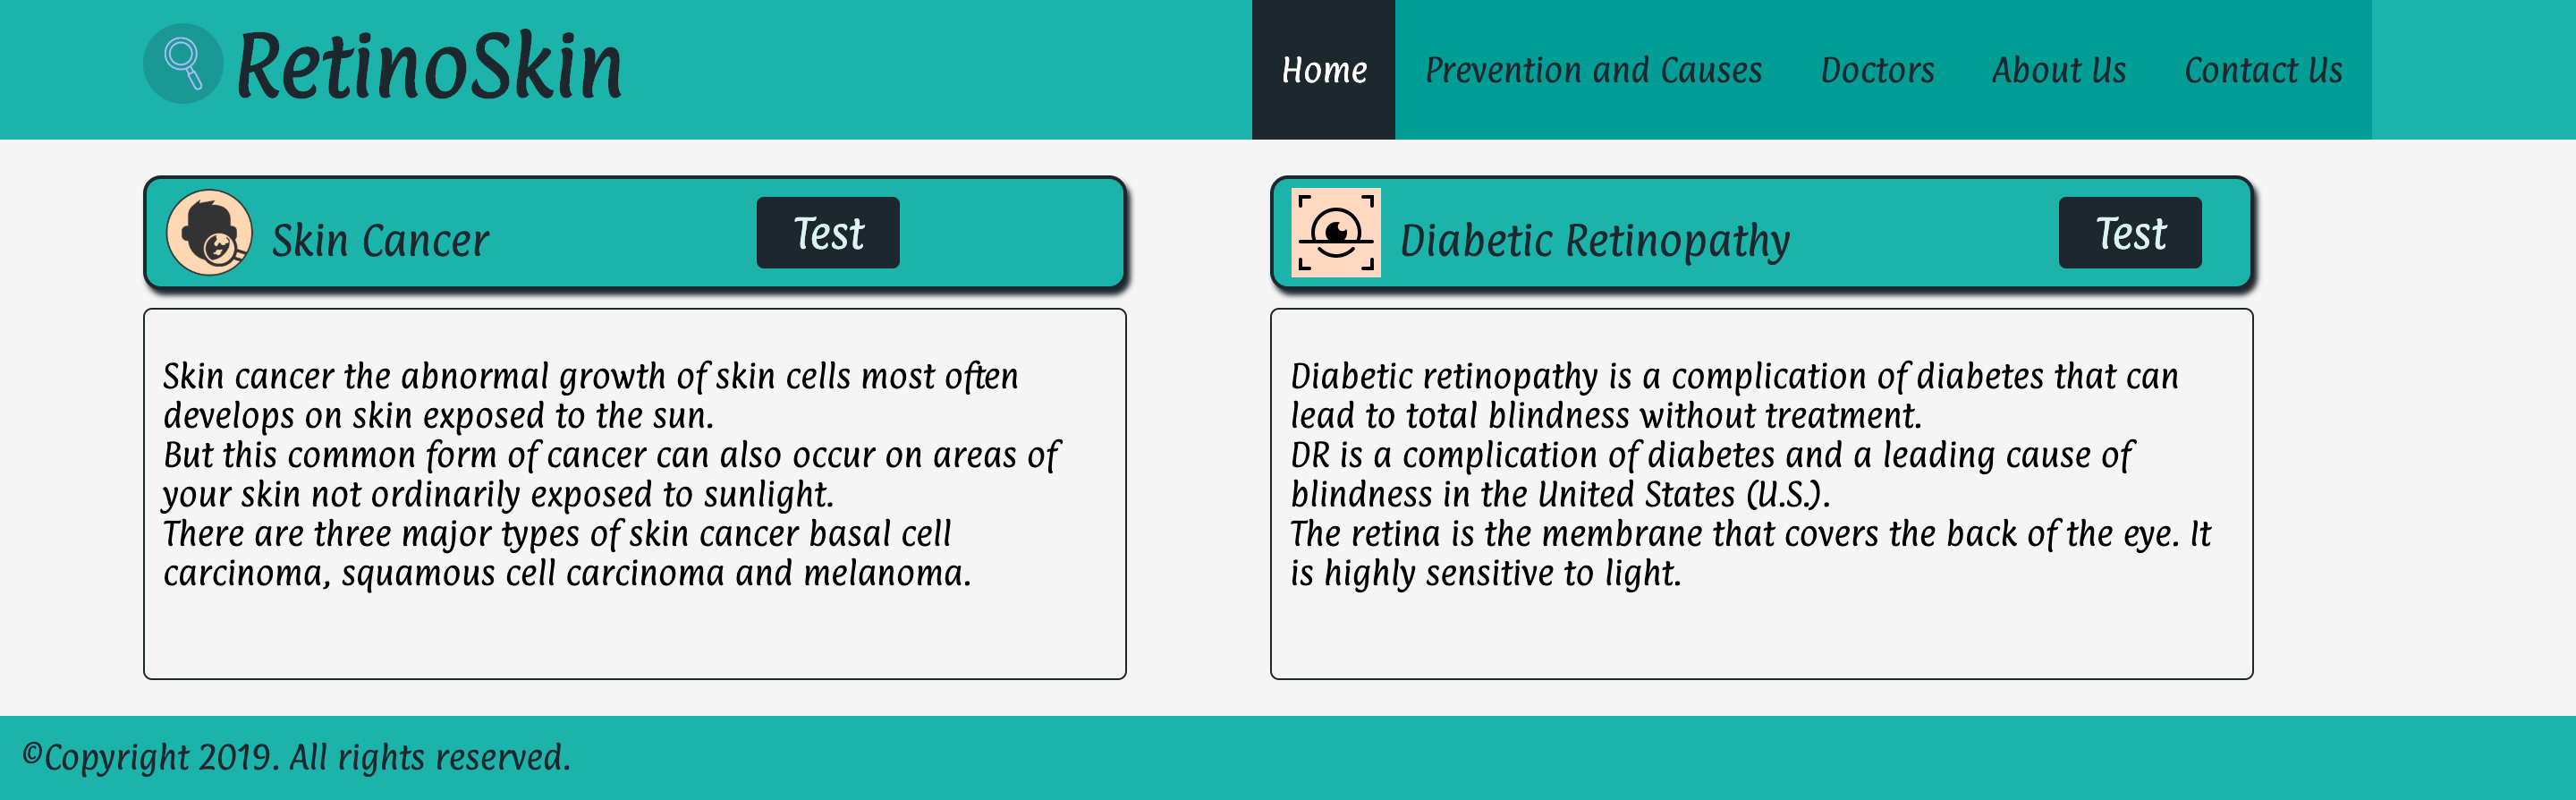 RetinoSkin
Home
Prevention and Causes
Doctors
About Us
Contact Us
Skin Cancer
Test
Diabetic Retinopathy
Test
Skin cancer the abnormal growth of skin cells most often
develops on skin exposed to the sun.
But this common form of cancer can also occur on areas of
your skin not ordinarily exposed to sunlight.
There are three major types of skin cancer basal cell
carcinoma, squamous cell carcinoma and melanoma.
Diabetic retinopathy is a complication of diabetes that can
lead to total blindness without treatment.
DR is a complication of diabetes and a leading cause of
blindness in the United States (U.S.).
The retina is the membrane that covers the back of the eye. It
is highly sensitive to light.
©Copyright 2019. All rights reserved.